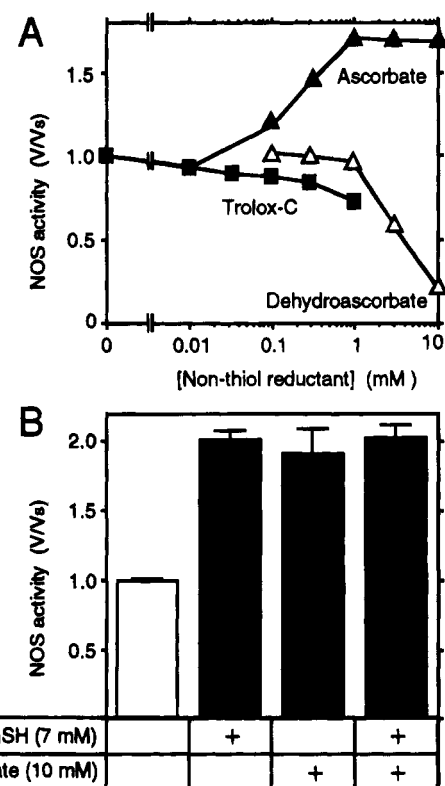 A
NOS activity (V/Vs)
1.5
1.0
0.5
0
Ascorbate
Trolox-C
Dehydroascorbate
0 0.01 0.1 1 10
[Non-thiol reductant] (mM)
B
NOS activity (V/Vs)
2.0
1.5
1.0
0.5
SH (7 mM) + +
ate (10 mM) + +